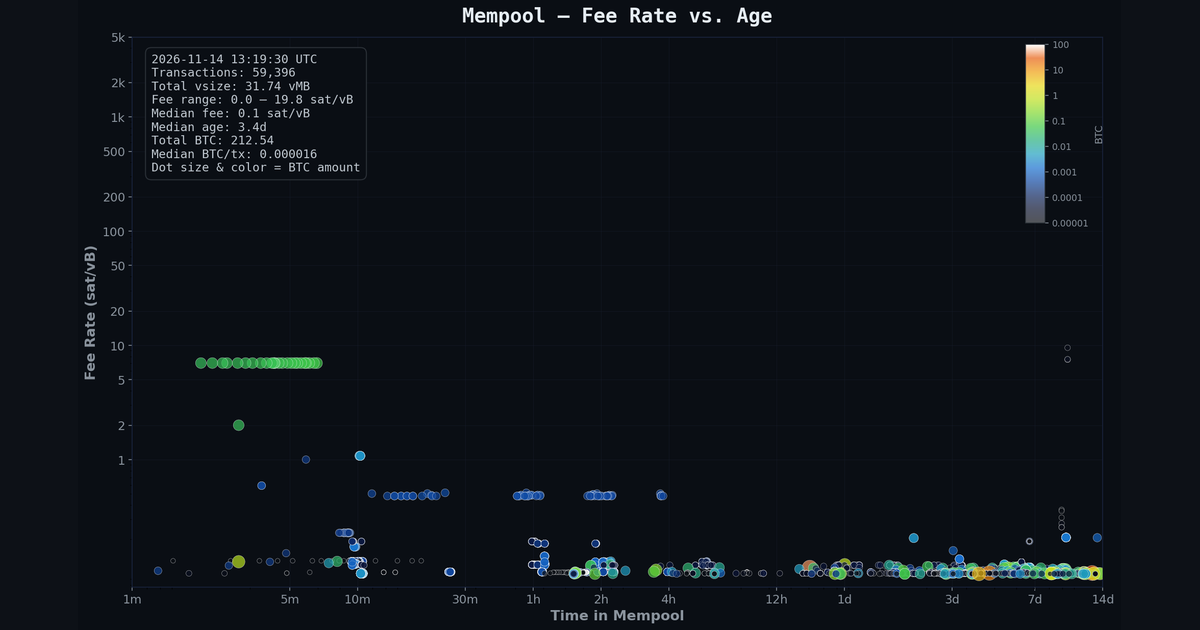 Mempool — Fee Rate vs. Age
2026-11-14 13:19:30 UTC
Transactions: 59,396
Total vsize: 31.74 vMB
Fee range: 0.0 — 19.8 sat/vB
Median fee: 0.1 sat/vB
Median age: 3.4d
Total BTC: 212.54
Median BTC/tx: 0.000016
Dot size & color = BTC amount
5k
2k
1k
500
200
100
50
20
10
5
2
1
Fee Rate (sat/vB)
100
10
1
0.1
0.01
0.001
0.0001
0.00001
BTC
1m 5m 10m 30m 1h 2h 4h 12h 1d 3d 7d 14d
Time in Mempool